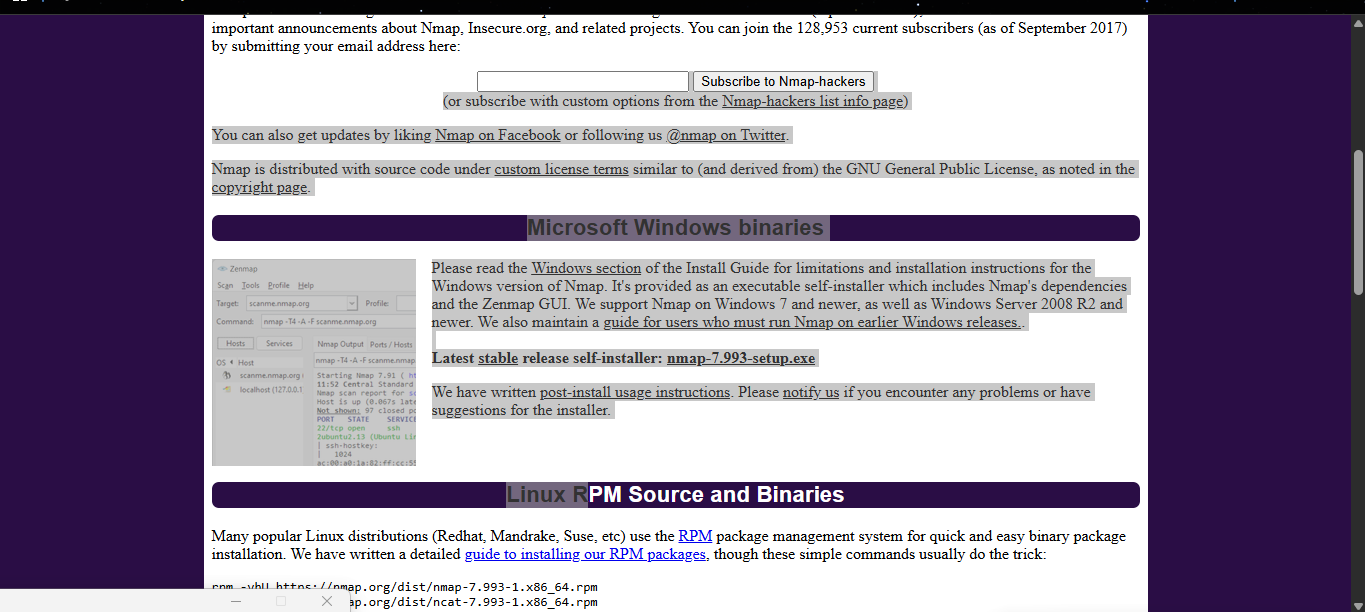 important announcements about Nmap, Insecure.org, and related projects. You can join the 128,953 current subscribers (as of September 2017)
by submitting your email address here:
Subscribe to Nmap-hackers
(or subscribe with custom options from the Nmap-hackers list info page)
You can also get updates by liking Nmap on Facebook or following us @nmap on Twitter.
Nmap is distributed with source code under custom license terms similar to (and derived from) the GNU General Public License, as noted in the
copyright page.
Microsoft Windows binaries
Zenmap
Scan Tools Profile Help
Target: scanme.nmap.org Profile:
Command: nmap -T4 -A -F scanme.nmap.org
Hosts Services Nmap Output Ports / Hosts
OS Host nmap -T4 -A -F scanme.nmap
scanme.nmap.org
localhost (127.0.0.1
Starting Nmap 7.91 ( ht
11:52 Central Standard
Nmap scan report for sc
Host is up (0.067s late
Not shown: 97 closed po
PORT STATE SERVICE
22/tcp open ssh
2ubuntu2.13 (Ubuntu Lin
| ssh-hostkey:
| 1024
ac:00:a0:1a:82:ff:cc:55
Please read the Windows section of the Install Guide for limitations and installation instructions for the
Windows version of Nmap. It's provided as an executable self-installer which includes Nmap's dependencies
and the Zenmap GUI. We support Nmap on Windows 7 and newer, as well as Windows Server 2008 R2 and
newer. We also maintain a guide for users who must run Nmap on earlier Windows releases..
Latest stable release self-installer: nmap-7.993-setup.exe
We have written post-install usage instructions. Please notify us if you encounter any problems or have
suggestions for the installer.
Linux RPM Source and Binaries
Many popular Linux distributions (Redhat, Mandrake, Suse, etc) use the RPM package management system for quick and easy binary package
installation. We have written a detailed guide to installing our RPM packages, though these simple commands usually do the trick:
rpm -vhU https://nmap.org/dist/nmap-7.993-1.x86_64.rpm
ap.org/dist/ncat-7.993-1.x86_64.rpm